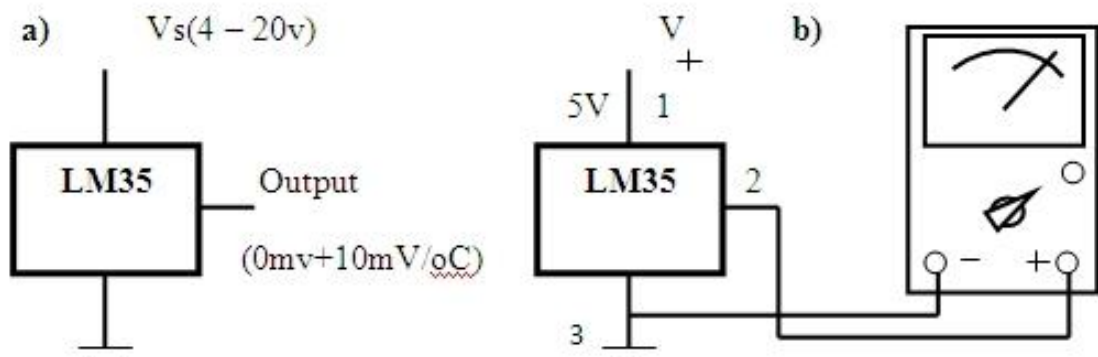 a) Vs(4 – 20v)
LM35
Output
(0mv+10mV/oC)
b)
V
+
5V 1
LM35
2
3
− +